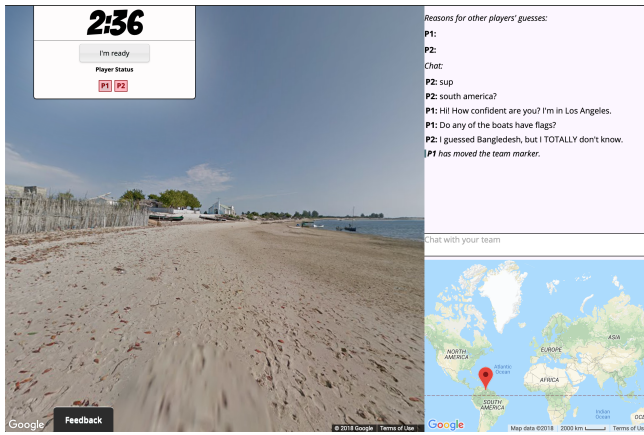 2:36
I'm ready
Player Status
P1 P2
Google
Feedback
© 2018 Google Terms of Use
Reasons for other players' guesses:
P1:
P2:
Chat:
P2: sup
P2: south america?
P1: Hi! How confident are you? I'm in Los Angeles.
P1: Do any of the boats have flags?
P2: I guessed Bangledesh, but I TOTALLY don't know.
P1 has moved the team marker.
Chat with your team
NORTH
AMERICA
Atlantic
Ocean
EUROPE
ASIA
AFRICA
SOUTH
AMERICA
Indian
Ocean
OCE
Google
Map data ©2018 2000 km Terms of Use